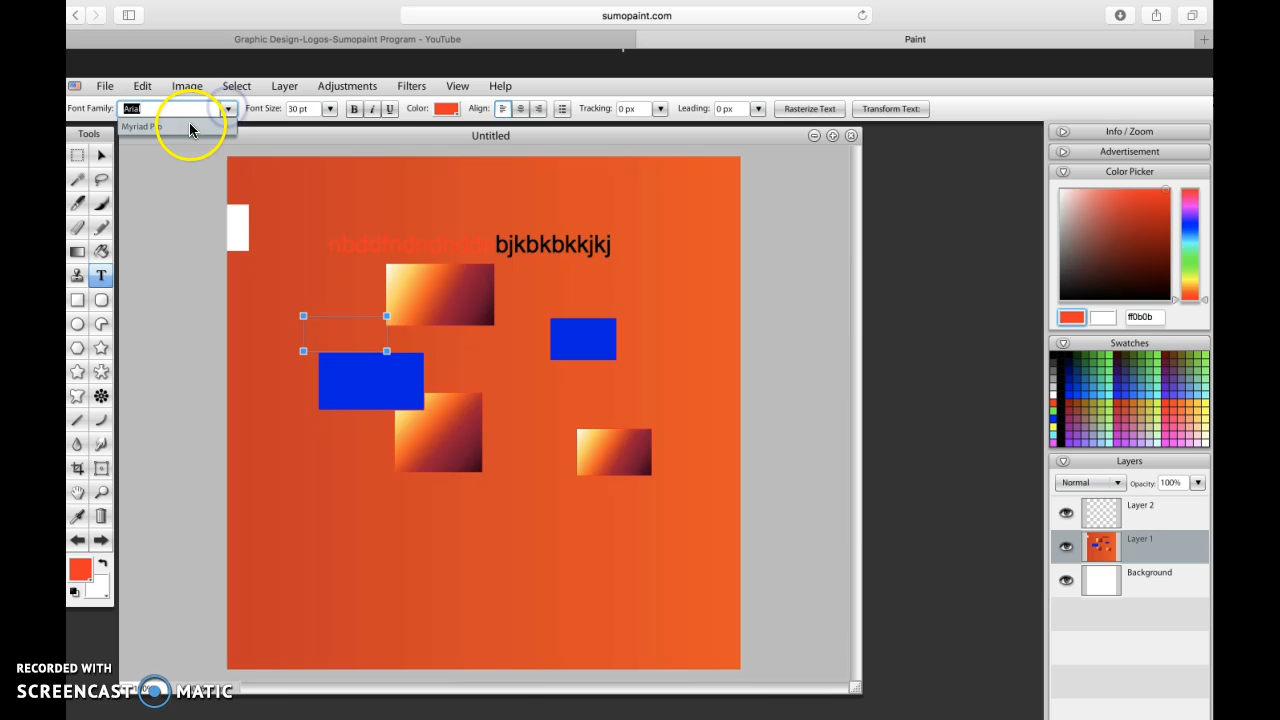 sumopaint.com
Graphic Design-Logos-Sumopaint Program - YouTube
Paint
File Edit Image Select Layer Adjustments Filters View Help
Font Family: Arial Font Size: 30 pt B I U Color: Align: Tracking: 0 px Leading: 0 px Rasterize Text Transform Text:
Myriad Pro
Tools
Untitled
Info / Zoom
Advertisement
Color Picker
bjkbkbkkjkj
T
ff0b0b
Swatches
Layers
Normal Opacity: 100%
Layer 2
Layer 1
Background
RECORDED WITH
SCREENCAST MATIC